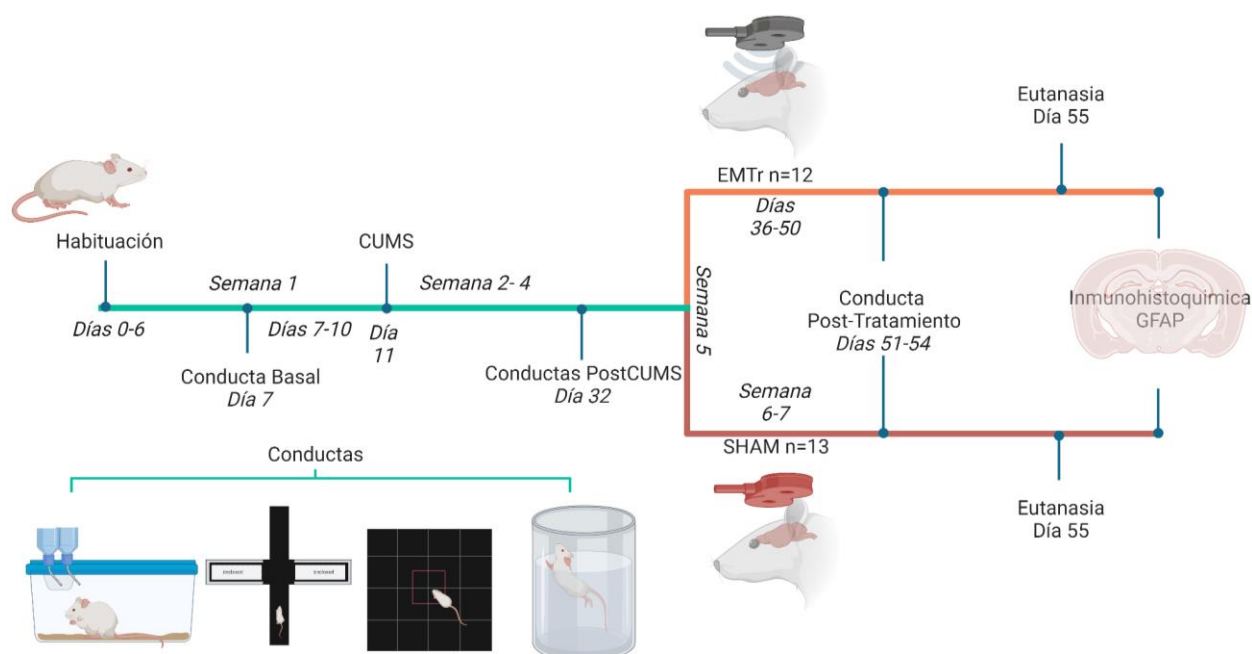 Eutanasia
Día 55
EMTr n=12
Días
36-50
Habituación
CUMS
Semana 1
Semana 2- 4
Días 0-6
Días 7-10
Día
11
Conducta Basal
Día 7
Conductas PostCUMS
Día 32
Semana 5
Conducta
Post-Tratamiento
Días 51-54
Inmunohistoquimica
GFAP
Semana
6-7
SHAM n=13
Eutanasia
Día 55
Conductas